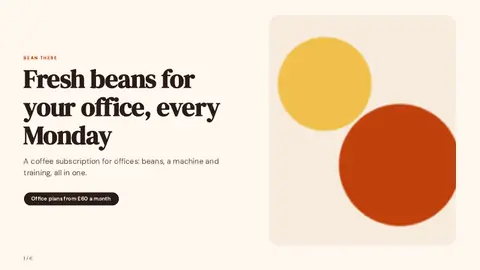 BEAN THERE
Fresh beans for
your office, every
Monday
A coffee subscription for offices: beans, a machine and
training, all in one.
Office plans from £60 a month